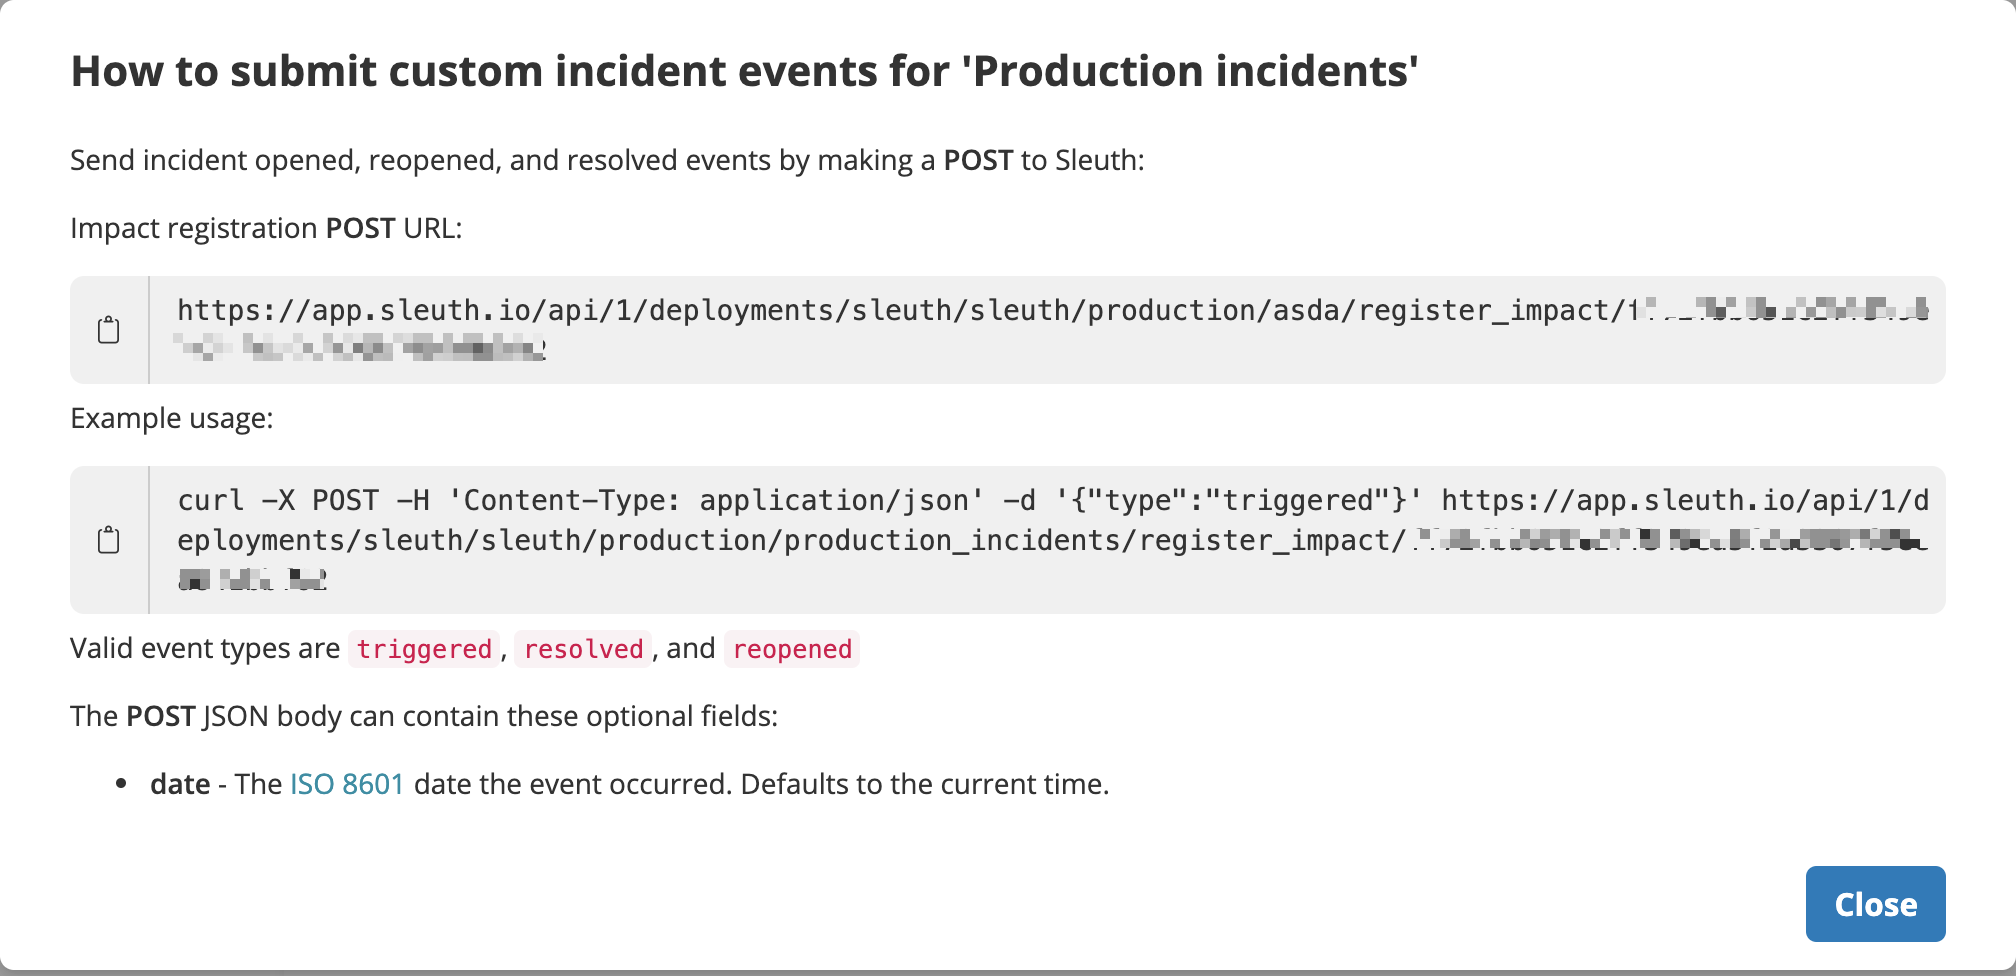 How to submit custom incident events for 'Production incidents'
Send incident opened, reopened, and resolved events by making a POST to Sleuth:
Impact registration POST URL:
https://app.sleuth.io/api/1/deployments/sleuth/sleuth/production/asda/register_impact/
Example usage:
curl -X POST -H 'Content-Type: application/json' -d '{"type":"triggered"}' https://app.sleuth.io/api/1/d
eployments/sleuth/sleuth/production/production_incidents/register_impact/
Valid event types are triggered, resolved, and reopened
The POST JSON body can contain these optional fields:
• date - The ISO 8601 date the event occurred. Defaults to the current time.
Close